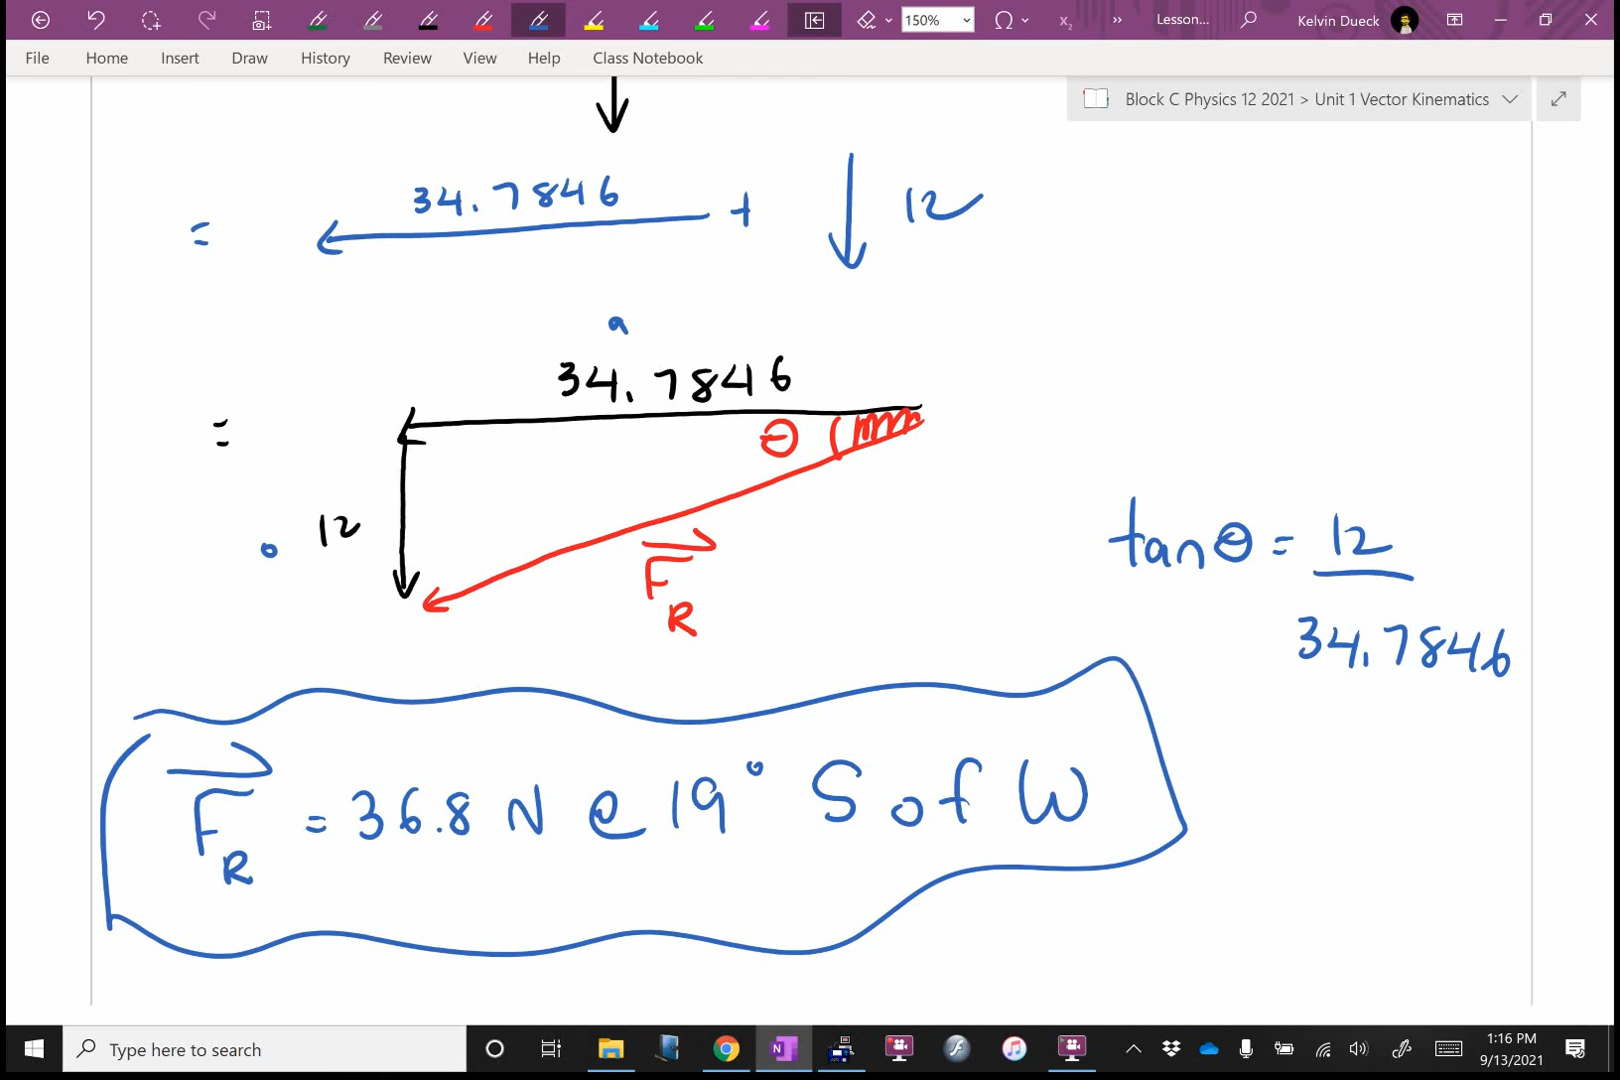 150%
Ω
x₂
»
Lesson...
Kelvin Dueck
File Home Insert Draw History Review View Help Class Notebook
Block C Physics 12 2021 > Unit 1 Vector Kinematics
= 34.7846 + 12
a
34.7846
=
θ
o 12
F
R
tan θ = 12
34.7846
F
R
= 36.8 N @ 19° S of W
Type here to search
N
1:16 PM
9/13/2021